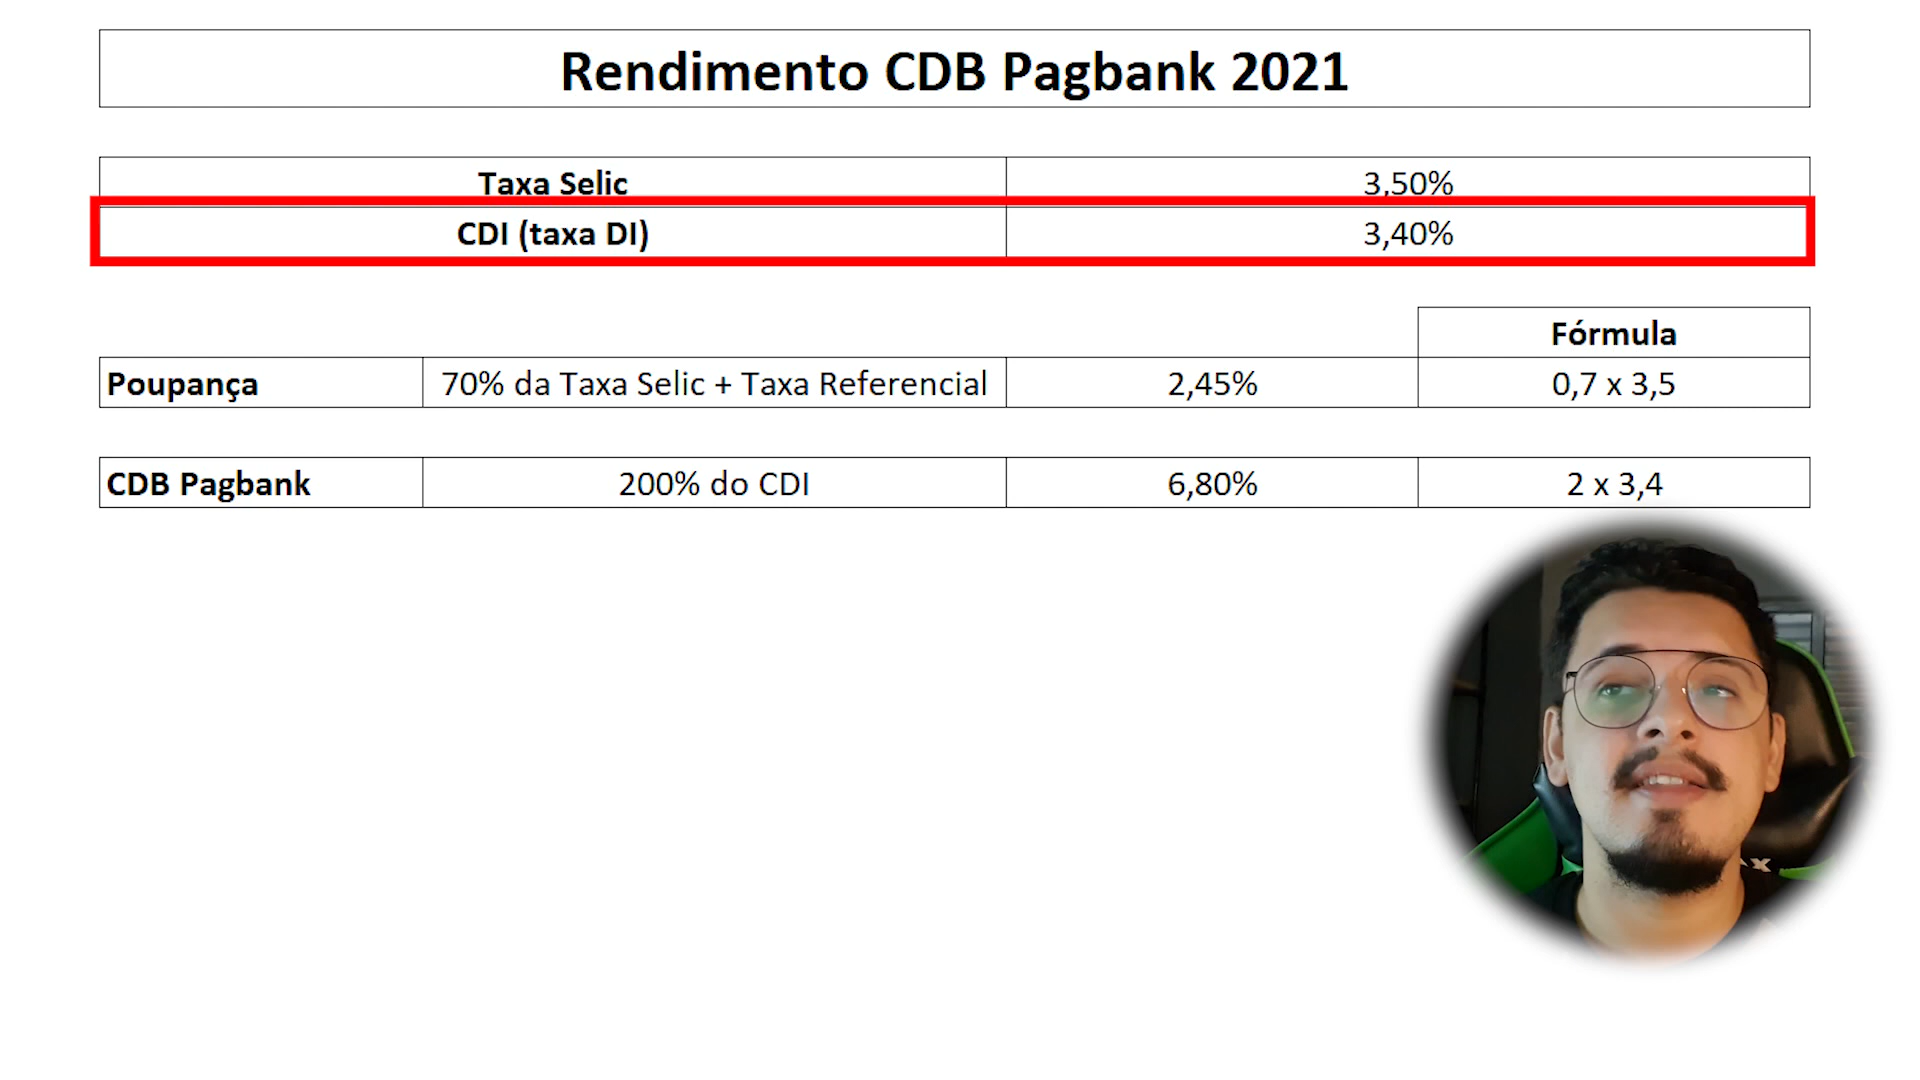 Rendimento CDB Pagbank 2021
Taxa Selic 3,50%
CDI (taxa DI) 3,40%
Fórmula
Poupança 70% da Taxa Selic + Taxa Referencial 2,45% 0,7 x 3,5
CDB Pagbank 200% do CDI 6,80% 2 x 3,4